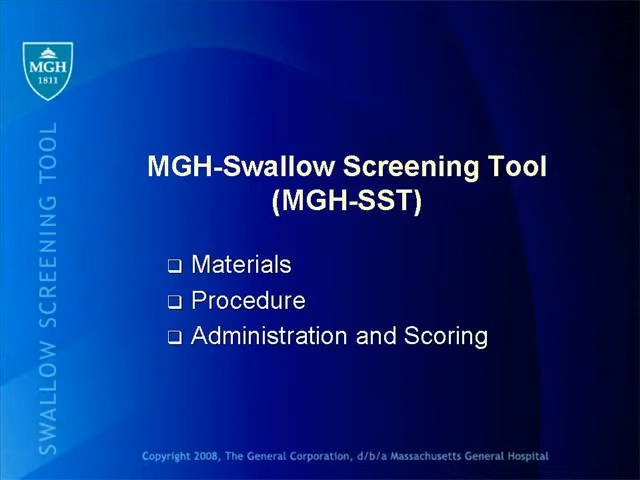 MGH
1811
SWALLOW SCREENING TOOL
MGH-Swallow Screening Tool
(MGH-SST)
Materials
Procedure
Administration and Scoring
Copyright 2008, The General Corporation, d/b/a Massachusetts General Hospital